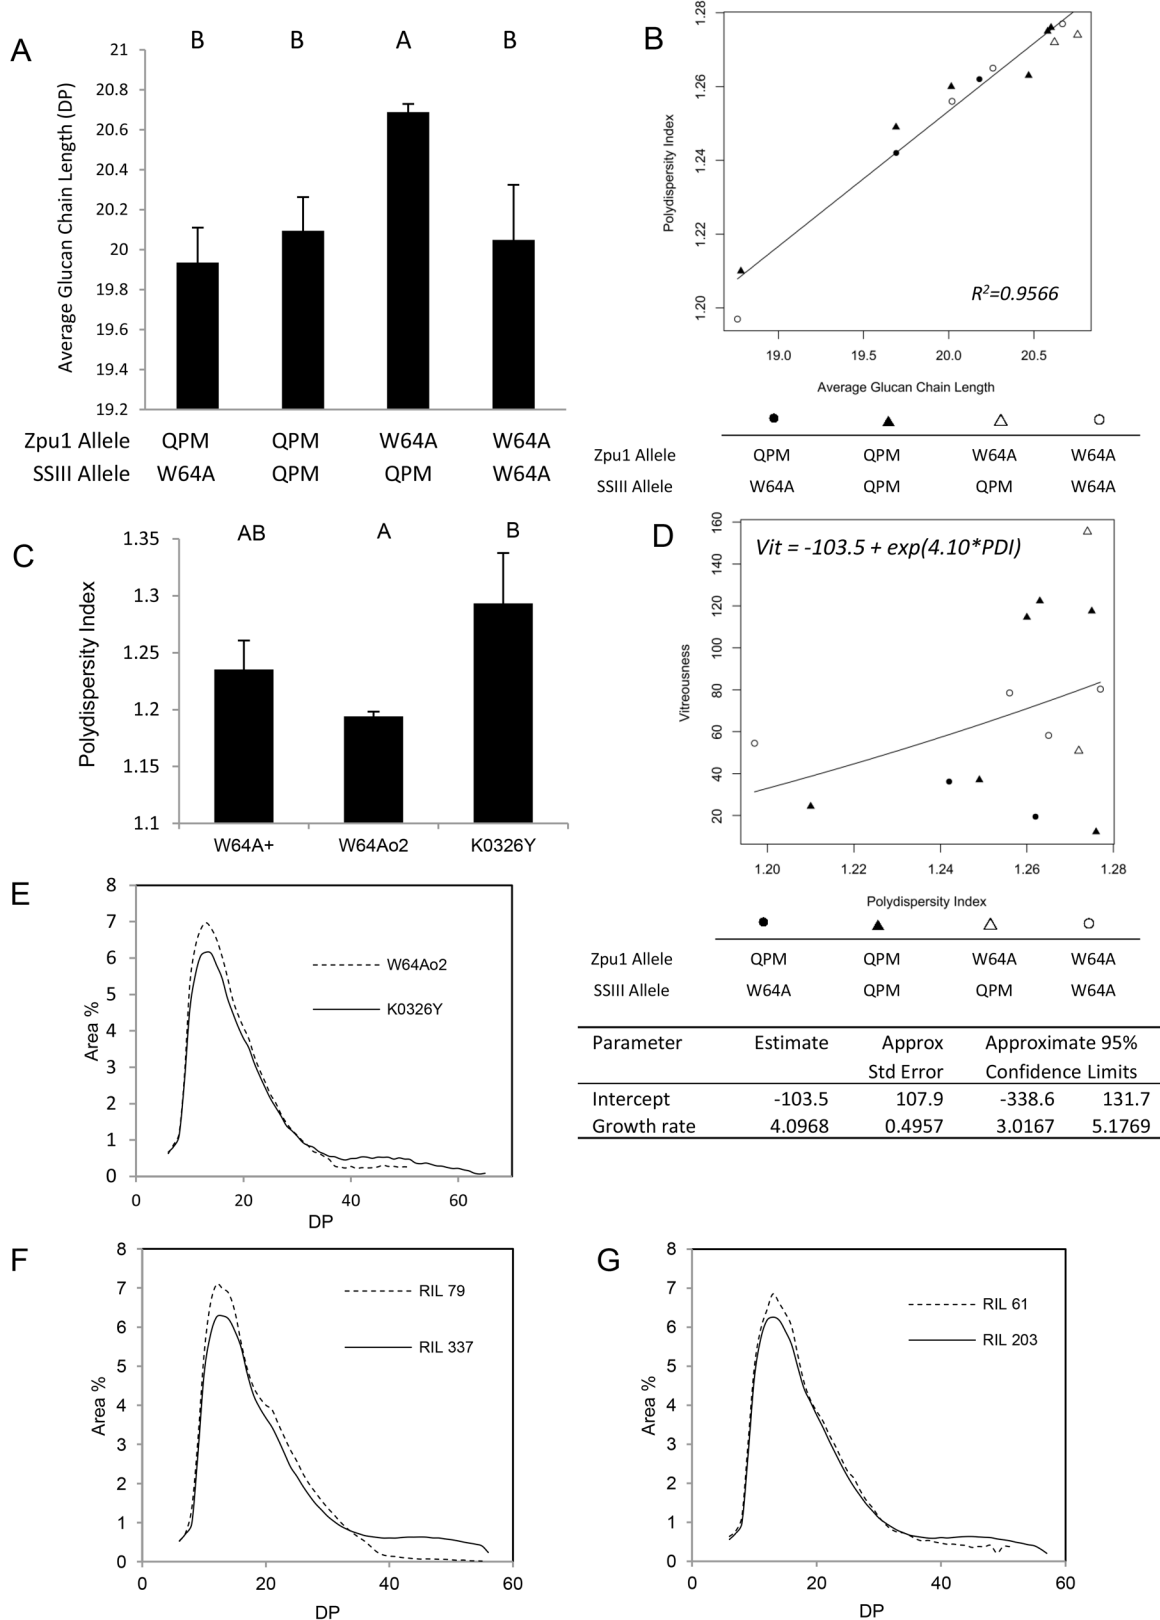 A
B B A B
21
20.8
20.6
20.4
20.2
20
19.8
19.6
19.4
19.2
Average Glucan Chain Length (DP)
Zpu1 Allele QPM QPM W64A W64A
SSIII Allele W64A QPM QPM W64A
B
1.28
1.26
1.24
1.22
1.20
Polydispersity Index
R²=0.9566
19.0 19.5 20.0 20.5
Average Glucan Chain Length
Zpu1 Allele QPM QPM W64A W64A
SSIII Allele W64A QPM QPM W64A
C
AB A B
1.35
1.3
1.25
1.2
1.15
1.1
Polydispersity Index
W64A+ W64Ao2 K0326Y
D
Vit = -103.5 + exp(4.10*PDI)
160
140
120
100
80
60
40
20
Vitreousness
1.20 1.22 1.24 1.26 1.28
Polydispersity Index
Zpu1 Allele QPM QPM W64A W64A
SSIII Allele W64A QPM QPM W64A
Parameter Estimate Approx Approximate 95%
Std Error Confidence Limits
Intercept -103.5 107.9 -338.6 131.7
Growth rate 4.0968 0.4957 3.0167 5.1769
E
8
7
6
5
4
3
2
1
0
Area %
W64Ao2
K0326Y
0 20 40 60
DP
F
8
7
6
5
4
3
2
1
0
Area %
RIL 79
RIL 337
0 20 40 60
DP
G
8
7
6
5
4
3
2
1
0
Area %
RIL 61
RIL 203
0 20 40 60
DP